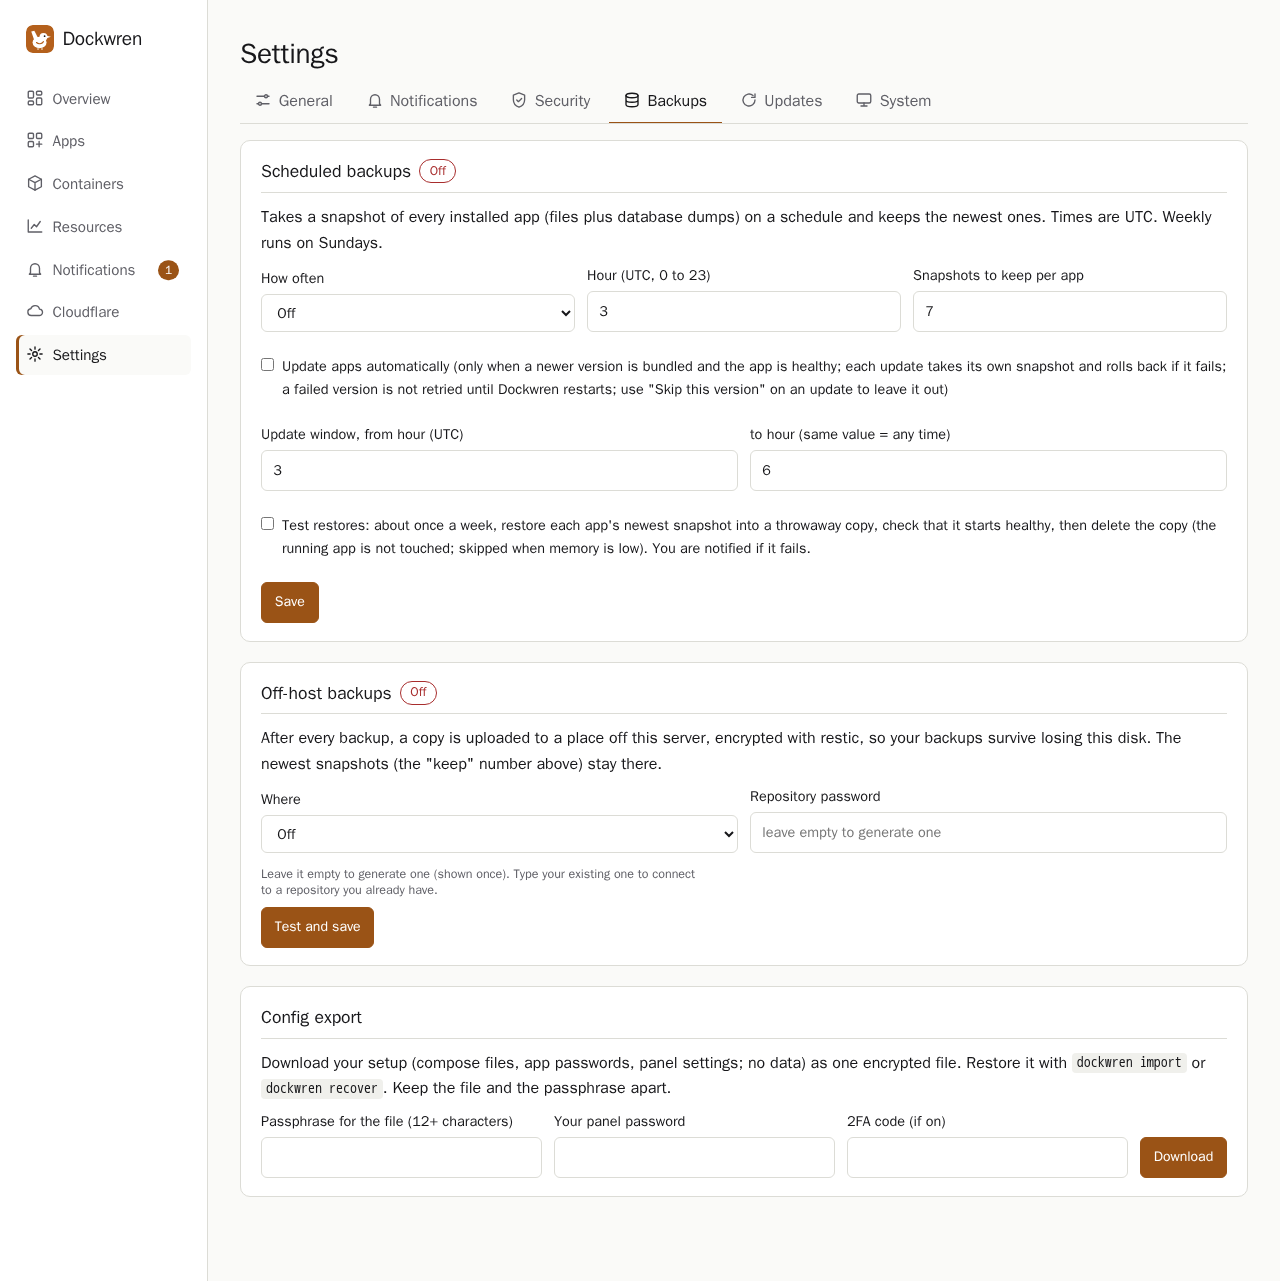 Dockwren
Settings
General Notifications Security Backups Updates System
Overview
Apps
Containers
Resources
Notifications 1
Cloudflare
Settings
Scheduled backups Off
Takes a snapshot of every installed app (files plus database dumps) on a schedule and keeps the newest ones. Times are UTC. Weekly
runs on Sundays.
How often Hour (UTC, 0 to 23) Snapshots to keep per app
Off 3 7
Update apps automatically (only when a newer version is bundled and the app is healthy; each update takes its own snapshot and rolls back if it fails;
a failed version is not retried until Dockwren restarts; use "Skip this version" on an update to leave it out)
Update window, from hour (UTC) to hour (same value = any time)
3 6
Test restores: about once a week, restore each app's newest snapshot into a throwaway copy, check that it starts healthy, then delete the copy (the
running app is not touched; skipped when memory is low). You are notified if it fails.
Save
Off-host backups Off
After every backup, a copy is uploaded to a place off this server, encrypted with restic, so your backups survive losing this disk. The
newest snapshots (the "keep" number above) stay there.
Where Repository password
Off leave empty to generate one
Leave it empty to generate one (shown once). Type your existing one to connect
to a repository you already have.
Test and save
Config export
Download your setup (compose files, app passwords, panel settings; no data) as one encrypted file. Restore it with dockwren import or
dockwren recover. Keep the file and the passphrase apart.
Passphrase for the file (12+ characters) Your panel password 2FA code (if on)
Download